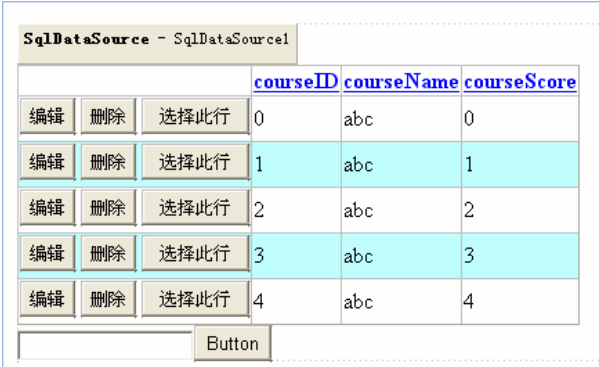 SqlDataSource - SqlDataSource1
courseID courseName courseScore
编辑 删除 选择此行 0 abc 0
编辑 删除 选择此行 1 abc 1
编辑 删除 选择此行 2 abc 2
编辑 删除 选择此行 3 abc 3
编辑 删除 选择此行 4 abc 4
Button